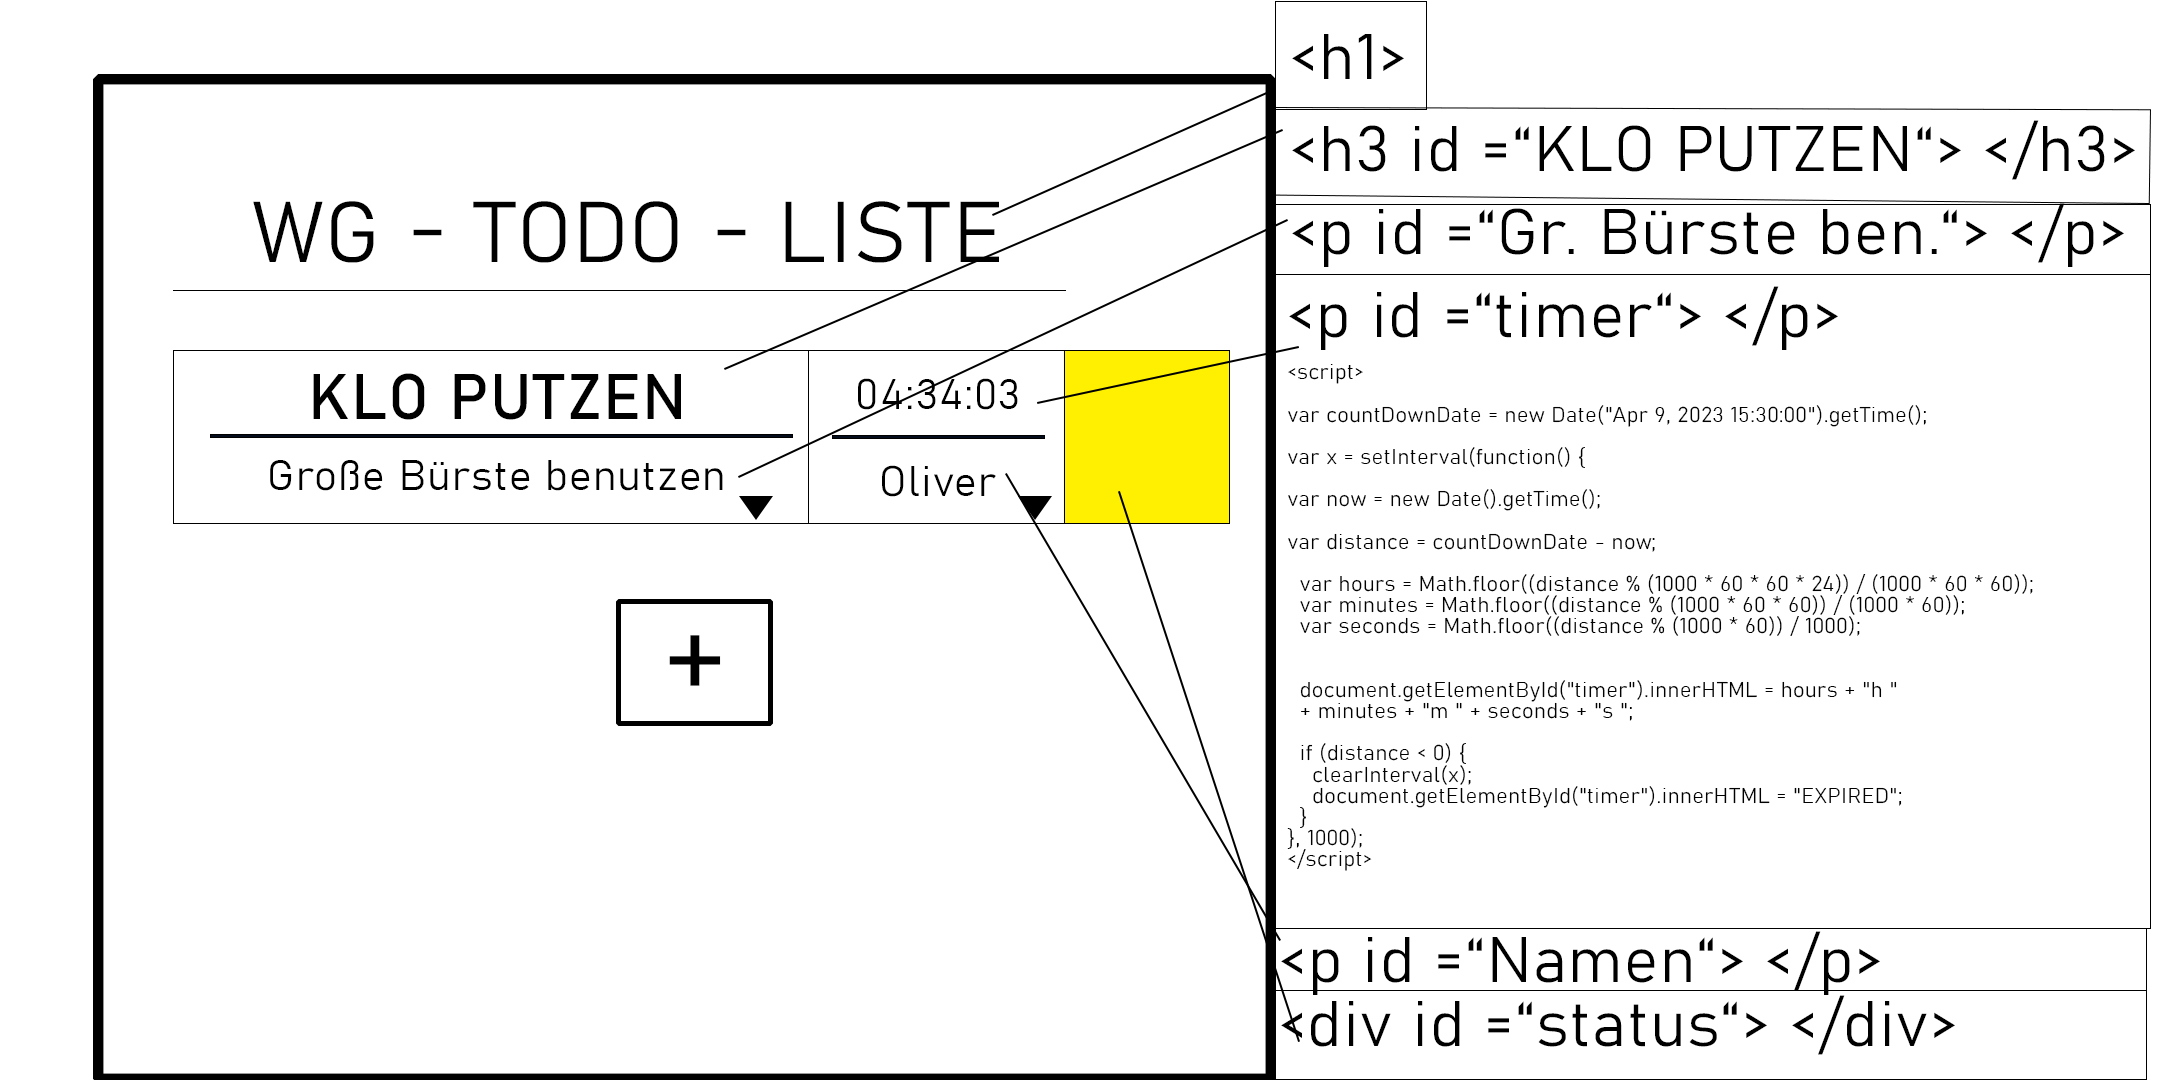 WG - TODO - LISTE
KLO PUTZEN
Große Bürste benutzen
04:34:03
Oliver
+
<h1>
<h3 id =“KLO PUTZEN“> </h3>
<p id =“Gr. Bürste ben.“> </p>
<p id =“timer“> </p>
<script>
var countDownDate = new Date("Apr 9, 2023 15:30:00").getTime();
var x = setInterval(function() {
var now = new Date().getTime();
var distance = countDownDate - now;
var hours = Math.floor((distance % (1000 * 60 * 60 * 24)) / (1000 * 60 * 60));
var minutes = Math.floor((distance % (1000 * 60 * 60)) / (1000 * 60));
var seconds = Math.floor((distance % (1000 * 60)) / 1000);
document.getElementById("timer").innerHTML = hours + "h "
+ minutes + "m " + seconds + "s ";
if (distance < 0) {
clearInterval(x);
document.getElementById("timer").innerHTML = "EXPIRED";
}
}, 1000);
</script>
<p id =“Namen“> </p>
<div id =“status“> </div>